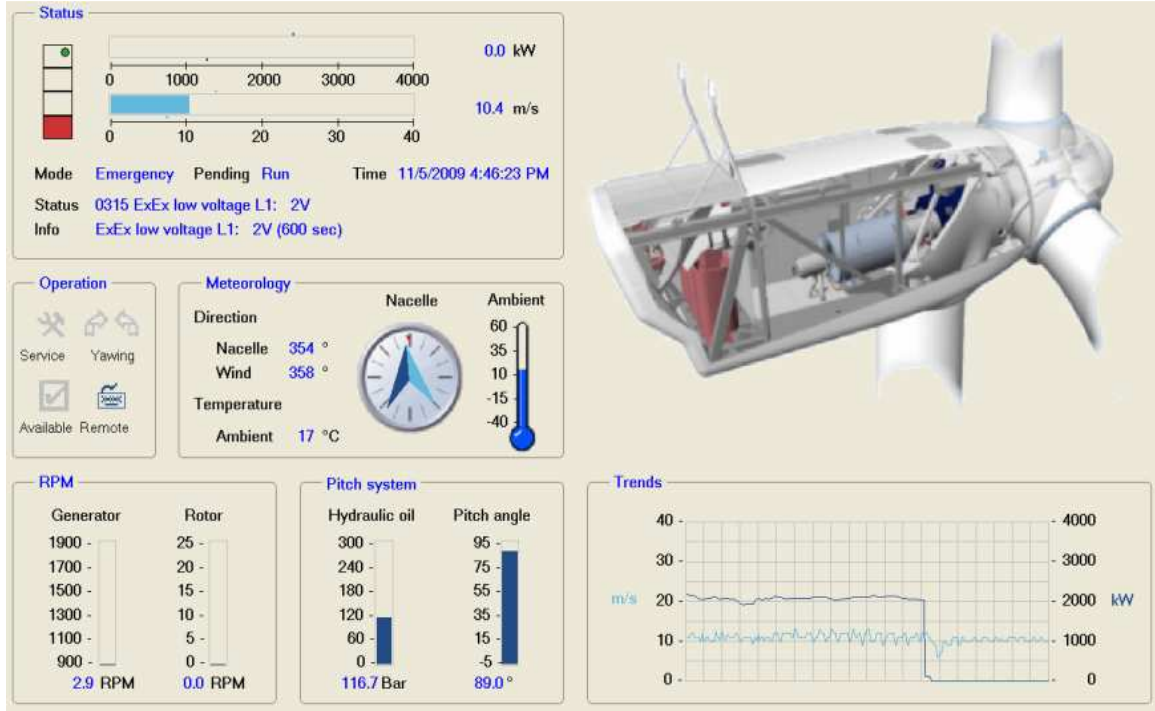 Status
0.0 kW
0 1000 2000 3000 4000
10.4 m/s
0 10 20 30 40
Mode Emergency Pending Run Time 11/5/2009 4:46:23 PM
Status 0315 ExEx low voltage L1: 2V
Info ExEx low voltage L1: 2V (600 sec)
Operation
Service Yawing
Available Remote
Meteorology
Direction
Nacelle 354 °
Wind 358 °
Temperature
Ambient 17 °C
Nacelle
Ambient
60
35
10
-15
-40
RPM
Generator Rotor
1900 - 25 -
1700 - 20 -
1500 - 15 -
1300 - 10 -
1100 - 5 -
900 - 0 -
2.9 RPM 0.0 RPM
Pitch system
Hydraulic oil Pitch angle
300 - 95 -
240 - 75 -
180 - 55 -
120 - 35 -
60 - 15 -
0 - -5 -
116.7 Bar 89.0 °
Trends
40 - - 4000
30 - - 3000
m/s 20 - - 2000 kW
10 - - 1000
0 - - 0